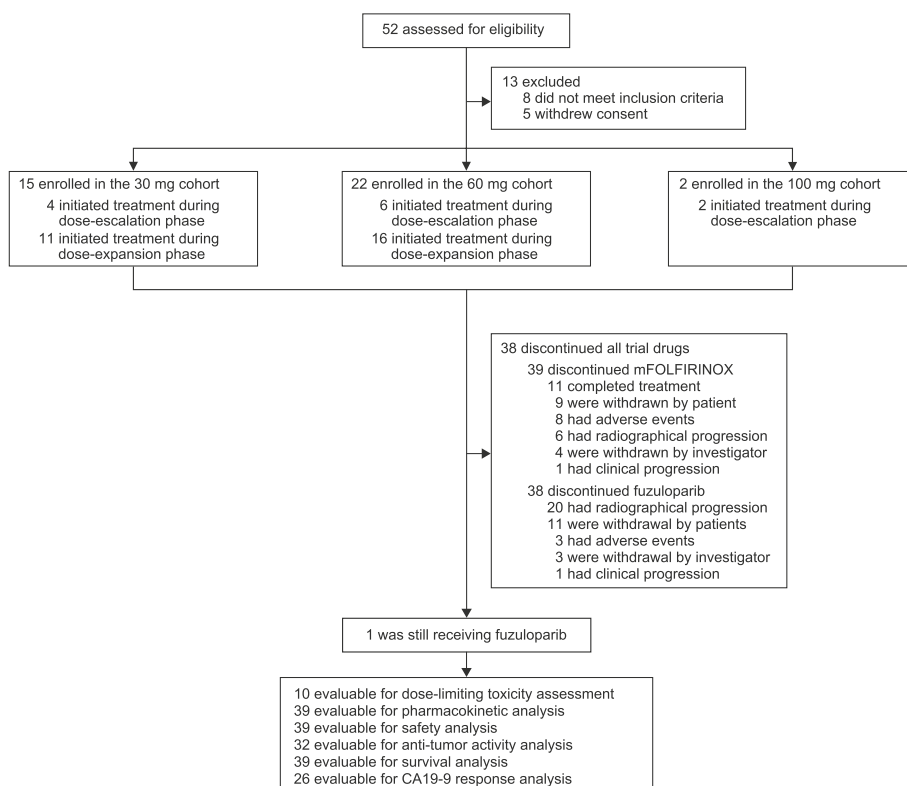 52 assessed for eligibility
13 excluded
8 did not meet inclusion criteria
5 withdrew consent
15 enrolled in the 30 mg cohort
4 initiated treatment during
dose-escalation phase
11 initiated treatment during
dose-expansion phase
22 enrolled in the 60 mg cohort
6 initiated treatment during
dose-escalation phase
16 initiated treatment during
dose-expansion phase
2 enrolled in the 100 mg cohort
2 initiated treatment during
dose-escalation phase
38 discontinued all trial drugs
39 discontinued mFOLFIRINOX
11 completed treatment
9 were withdrawn by patient
8 had adverse events
6 had radiographical progression
4 were withdrawn by investigator
1 had clinical progression
38 discontinued fuzuloparib
20 had radiographical progression
11 were withdrawal by patients
3 had adverse events
3 were withdrawal by investigator
1 had clinical progression
1 was still receiving fuzuloparib
10 evaluable for dose-limiting toxicity assessment
39 evaluable for pharmacokinetic analysis
39 evaluable for safety analysis
32 evaluable for anti-tumor activity analysis
39 evaluable for survival analysis
26 evaluable for CA19-9 response analysis